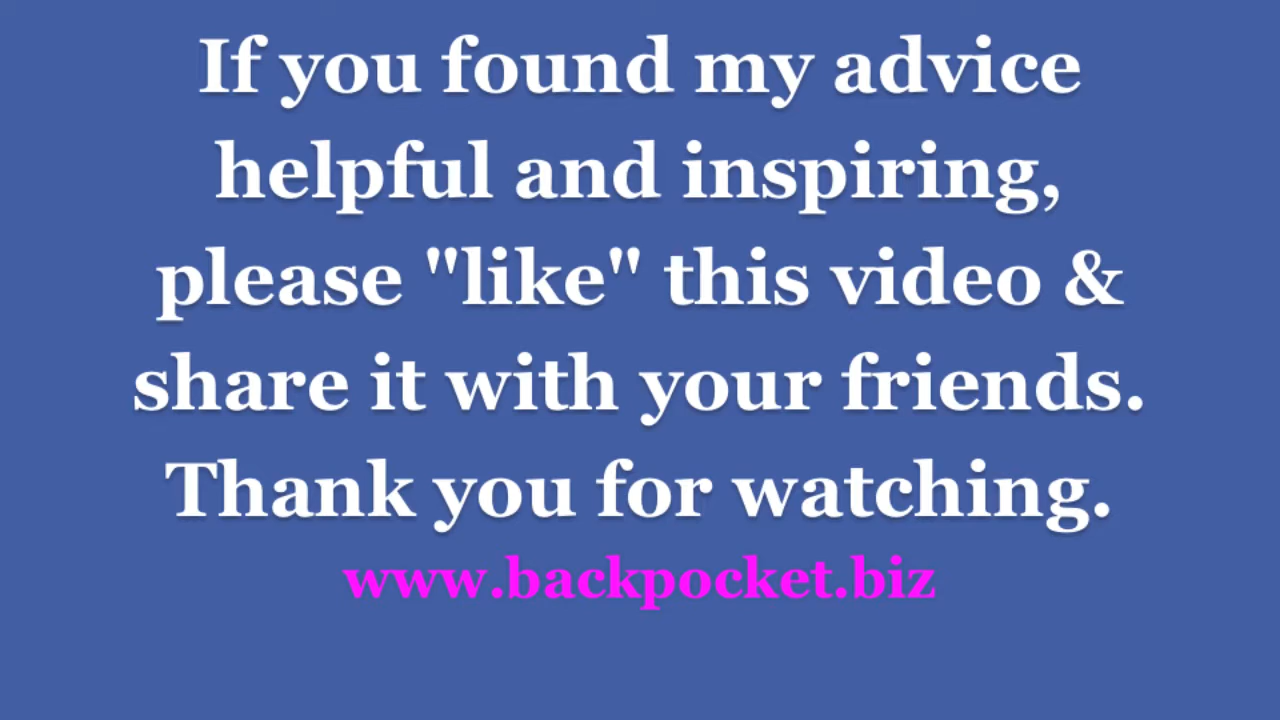 If you found my advice
helpful and inspiring,
please "like" this video &
share it with your friends.
Thank you for watching.
www.backpocket.biz